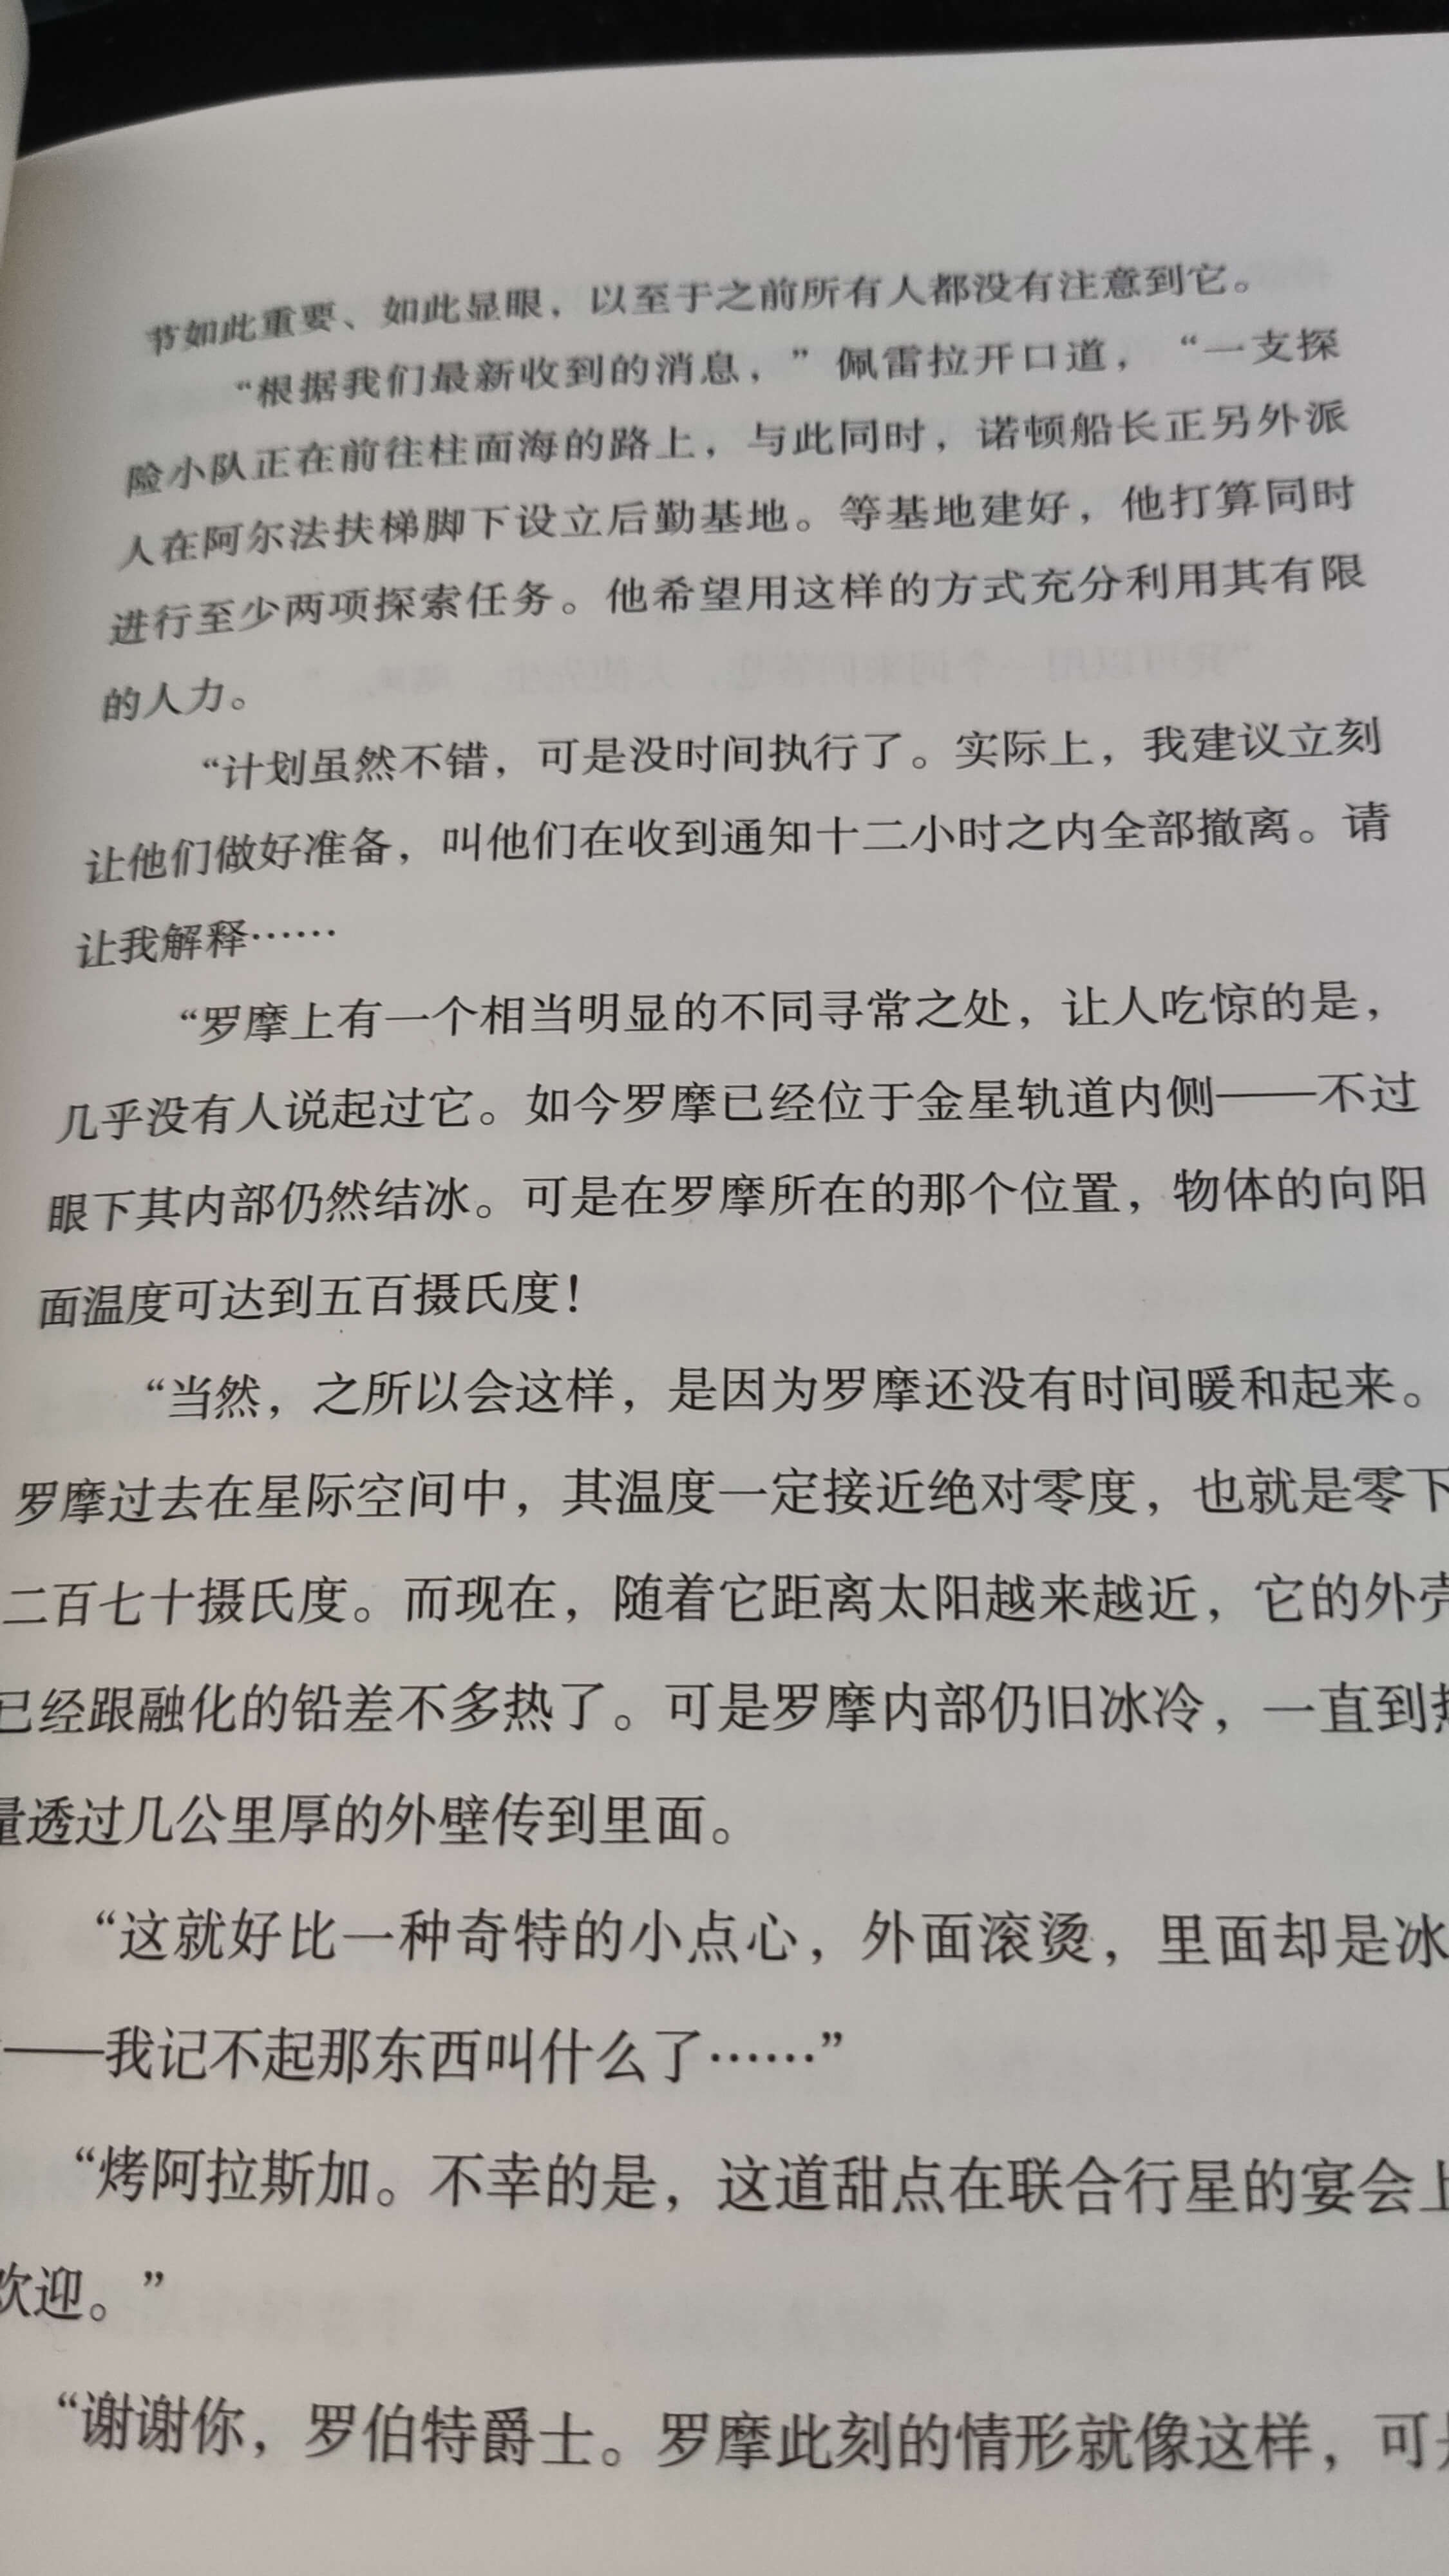 节如此重要、如此显眼，以至于之前所有人都没有注意到它。
“根据我们最新收到的消息，”佩雷拉开口道，“一支探
险小队正在前往柱面海的路上，与此同时，诺顿船长正另外派
人在阿尔法扶梯脚下设立后勤基地。等基地建好，他打算同时
进行至少两项探索任务。他希望用这样的方式充分利用其有限
的人力。
“计划虽然不错，可是没时间执行了。实际上，我建议立刻
让他们做好准备，叫他们在收到通知十二小时之内全部撤离。请
让我解释……
“罗摩上有一个相当明显的不同寻常之处，让人吃惊的是，
几乎没有人说起过它。如今罗摩已经位于金星轨道内侧——不过
眼下其内部仍然结冰。可是在罗摩所在的那个位置，物体的向阳
面温度可达到五百摄氏度！
“当然，之所以会这样，是因为罗摩还没有时间暖和起来。
罗摩过去在星际空间中，其温度一定接近绝对零度，也就是零下
二百七十摄氏度。而现在，随着它距离太阳越来越近，它的外壳
已经跟融化的铅差不多热了。可是罗摩内部仍旧冰冷，一直到热
量透过几公里厚的外壁传到里面。
“这就好比一种奇特的小点心，外面滚烫，里面却是冰
——我记不起那东西叫什么了……”
“烤阿拉斯加。不幸的是，这道甜点在联合行星的宴会上
欢迎。”
“谢谢你，罗伯特爵士。罗摩此刻的情形就像这样，可